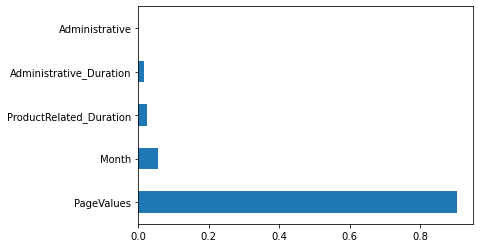 Administrative
Administrative_Duration
ProductRelated_Duration
Month
PageValues
0.0 0.2 0.4 0.6 0.8